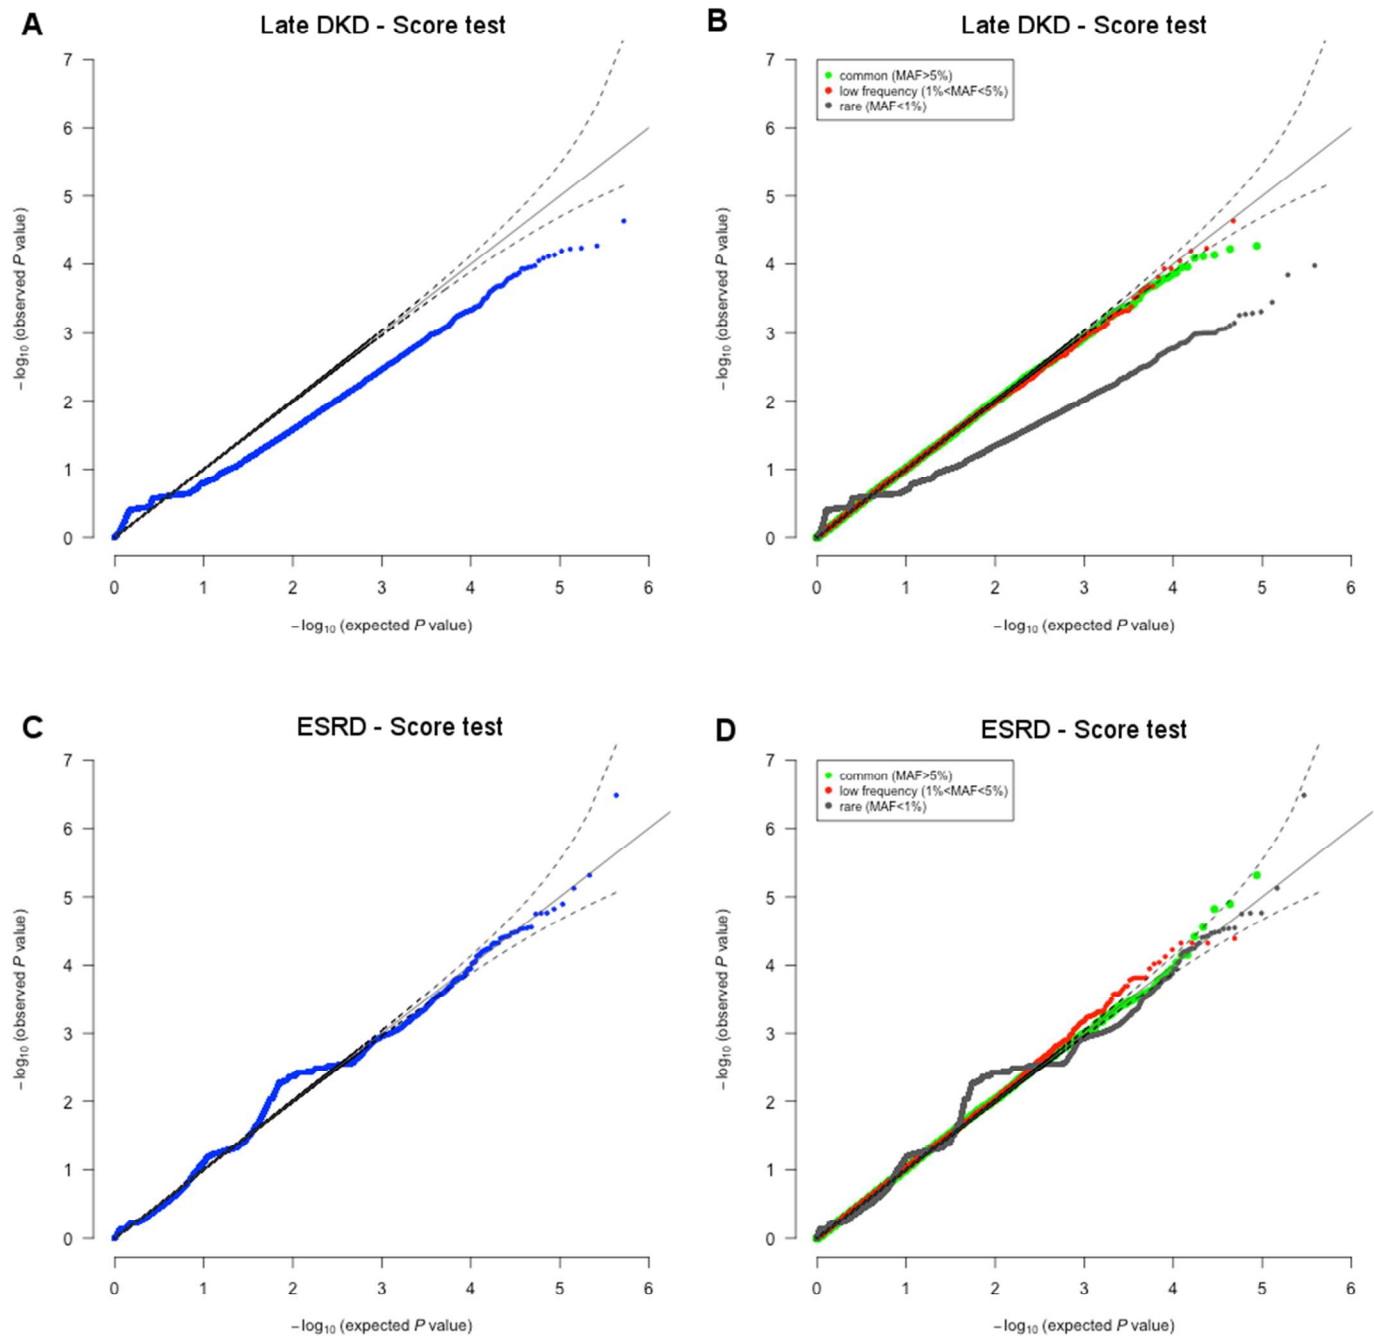 A
Late DKD - Score test
7
6
5
4
3
2
1
0
−log10 (observed P value)
0 1 2 3 4 5 6
−log10 (expected P value)
B
Late DKD - Score test
common (MAF>5%)
low frequency (1%<MAF<5%)
rare (MAF<1%)
7
6
5
4
3
2
1
0
−log10 (observed P value)
0 1 2 3 4 5 6
−log10 (expected P value)
C
ESRD - Score test
7
6
5
4
3
2
1
0
−log10 (observed P value)
0 1 2 3 4 5 6
−log10 (expected P value)
D
ESRD - Score test
common (MAF>5%)
low frequency (1%<MAF<5%)
rare (MAF<1%)
7
6
5
4
3
2
1
0
−log10 (observed P value)
0 1 2 3 4 5 6
−log10 (expected P value)